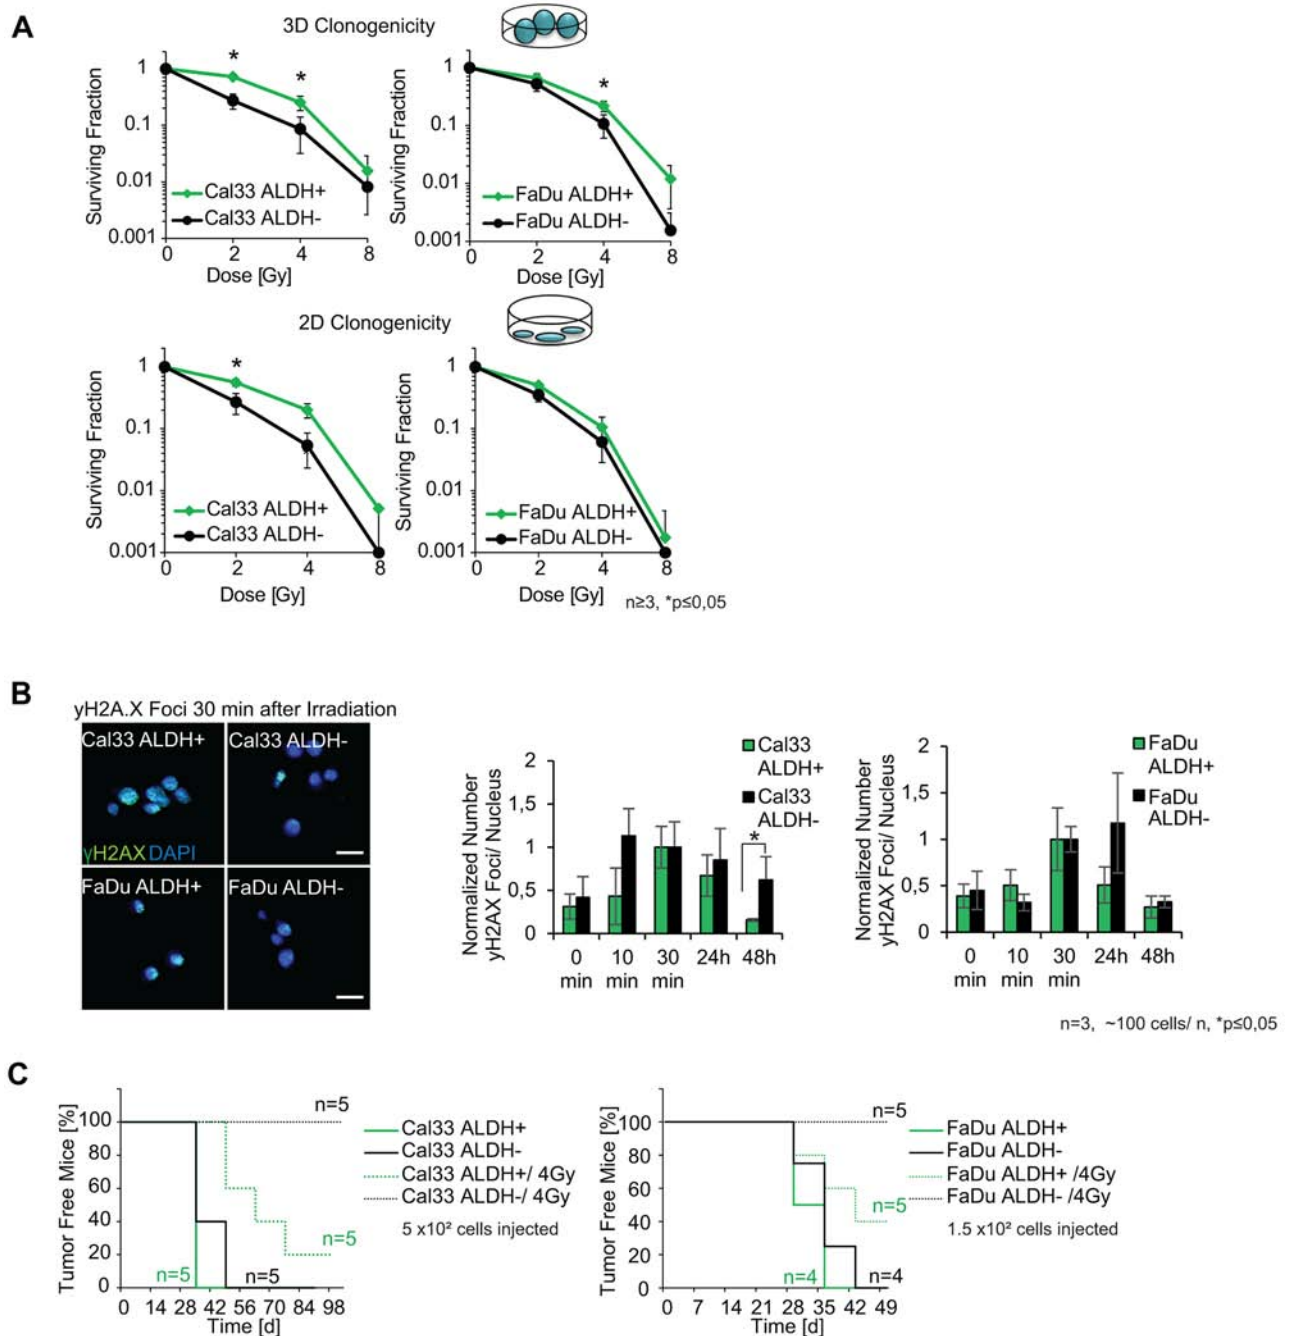 A
3D Clonogenicity
Surviving Fraction
1
0.1
0.01
0.001
*
*
Cal33 ALDH+
Cal33 ALDH-
0 2 4 8
Dose [Gy]
Surviving Fraction
1
0.1
0.01
0.001
*
FaDu ALDH+
FaDu ALDH-
0 2 4 8
Dose [Gy]
2D Clonogenicity
Surviving Fraction
1
0.1
0.01
0.001
*
Cal33 ALDH+
Cal33 ALDH-
0 2 4 8
Dose [Gy]
Surviving Fraction
1
0.1
0.01
0.001
FaDu ALDH+
FaDu ALDH-
0 2 4 8
Dose [Gy]
n≥3, *p≤0,05
B
yH2A.X Foci 30 min after Irradiation
Cal33 ALDH+
Cal33 ALDH-
γH2AX DAPI
FaDu ALDH+
FaDu ALDH-
Normalized Number
yH2AX Foci/ Nucleus
2
1.5
1
0.5
0
Cal33
ALDH+
Cal33
ALDH-
*
0 10 30 24h 48h
min min min
Normalized Number
yH2AX Foci/ Nucleus
2
1.5
1
0.5
0
FaDu
ALDH+
FaDu
ALDH-
0 10 30 24h 48h
min min min
n=3, ~100 cells/ n, *p≤0,05
C
Tumor Free Mice [%]
100
80
60
40
20
0
n=5
n=5
n=5
n=5
0 14 28 42 56 70 84 98
Time [d]
Cal33 ALDH+
Cal33 ALDH-
Cal33 ALDH+/ 4Gy
Cal33 ALDH-/ 4Gy
5 x10² cells injected
Tumor Free Mice [%]
100
80
60
40
20
0
n=5
n=5
n=4
n=4
0 7 14 21 28 35 42 49
Time [d]
FaDu ALDH+
FaDu ALDH-
FaDu ALDH+ /4Gy
FaDu ALDH- /4Gy
1.5 x10² cells injected